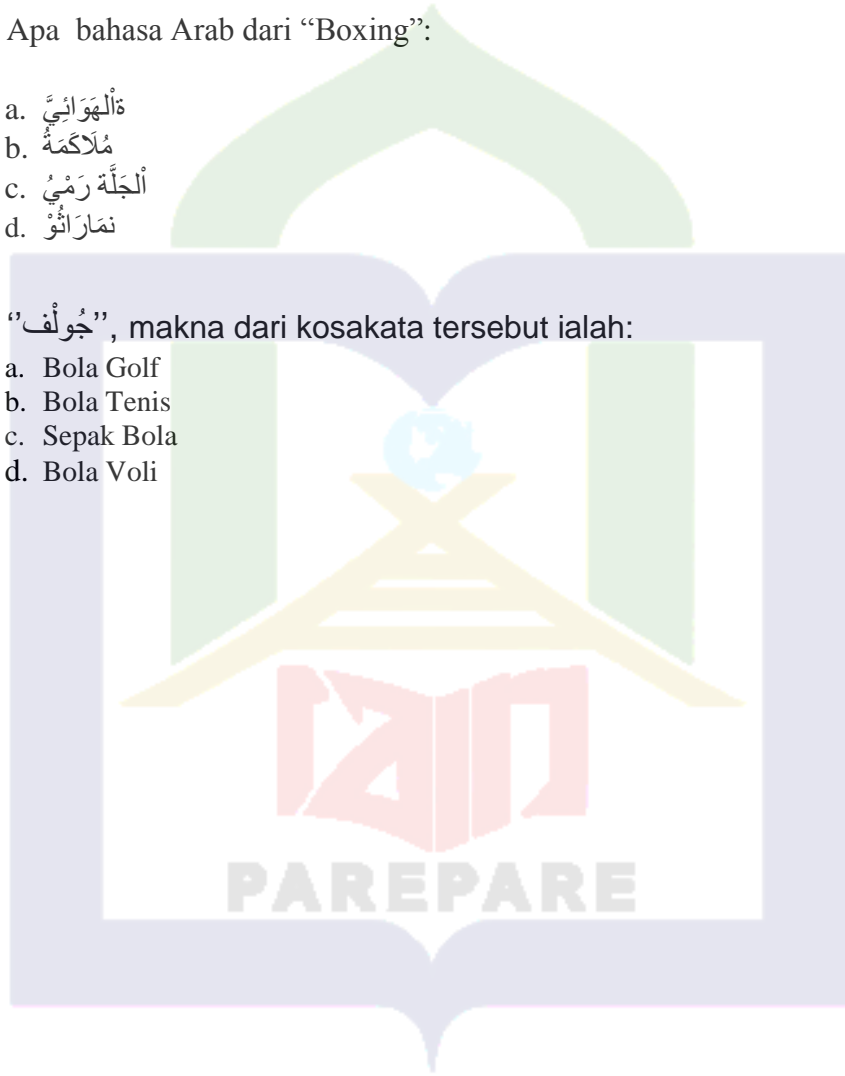 Apa bahasa Arab dari “Boxing”:
a. ةاْلهَوَائِيَّ
b. مُلَاكَمَةُ
c. اْلجَلَّة رَمْيُ
d. نمَارَاثُوْ
“جُولْف”, makna dari kosakata tersebut ialah:
a. Bola Golf
b. Bola Tenis
c. Sepak Bola
d. Bola Voli
iain
PAREPARE